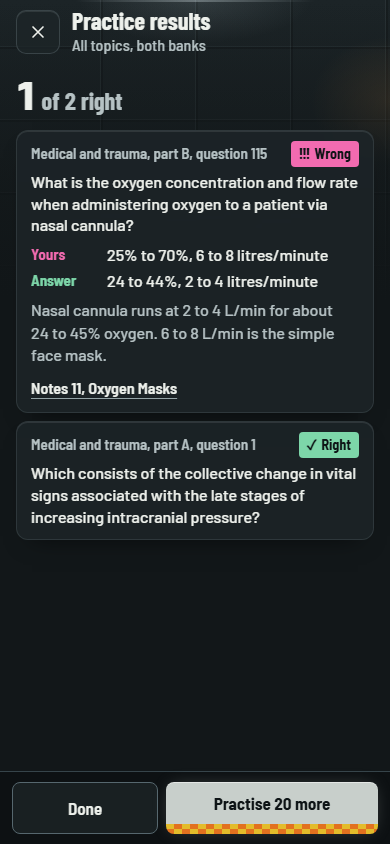 Practice results
All topics, both banks
1 of 2 right
Medical and trauma, part B, question 115
!!! Wrong
What is the oxygen concentration and flow rate
when administering oxygen to a patient via
nasal cannula?
Yours 25% to 70%, 6 to 8 litres/minute
Answer 24 to 44%, 2 to 4 litres/minute
Nasal cannula runs at 2 to 4 L/min for about
24 to 45% oxygen. 6 to 8 L/min is the simple
face mask.
Notes 11, Oxygen Masks
Medical and trauma, part A, question 1
✓ Right
Which consists of the collective change in vital
signs associated with the late stages of
increasing intracranial pressure?
Done
Practise 20 more